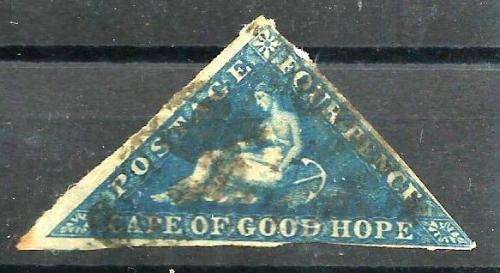 POSTAGE
FOUR PENCE
CAPE OF GOOD HOPE